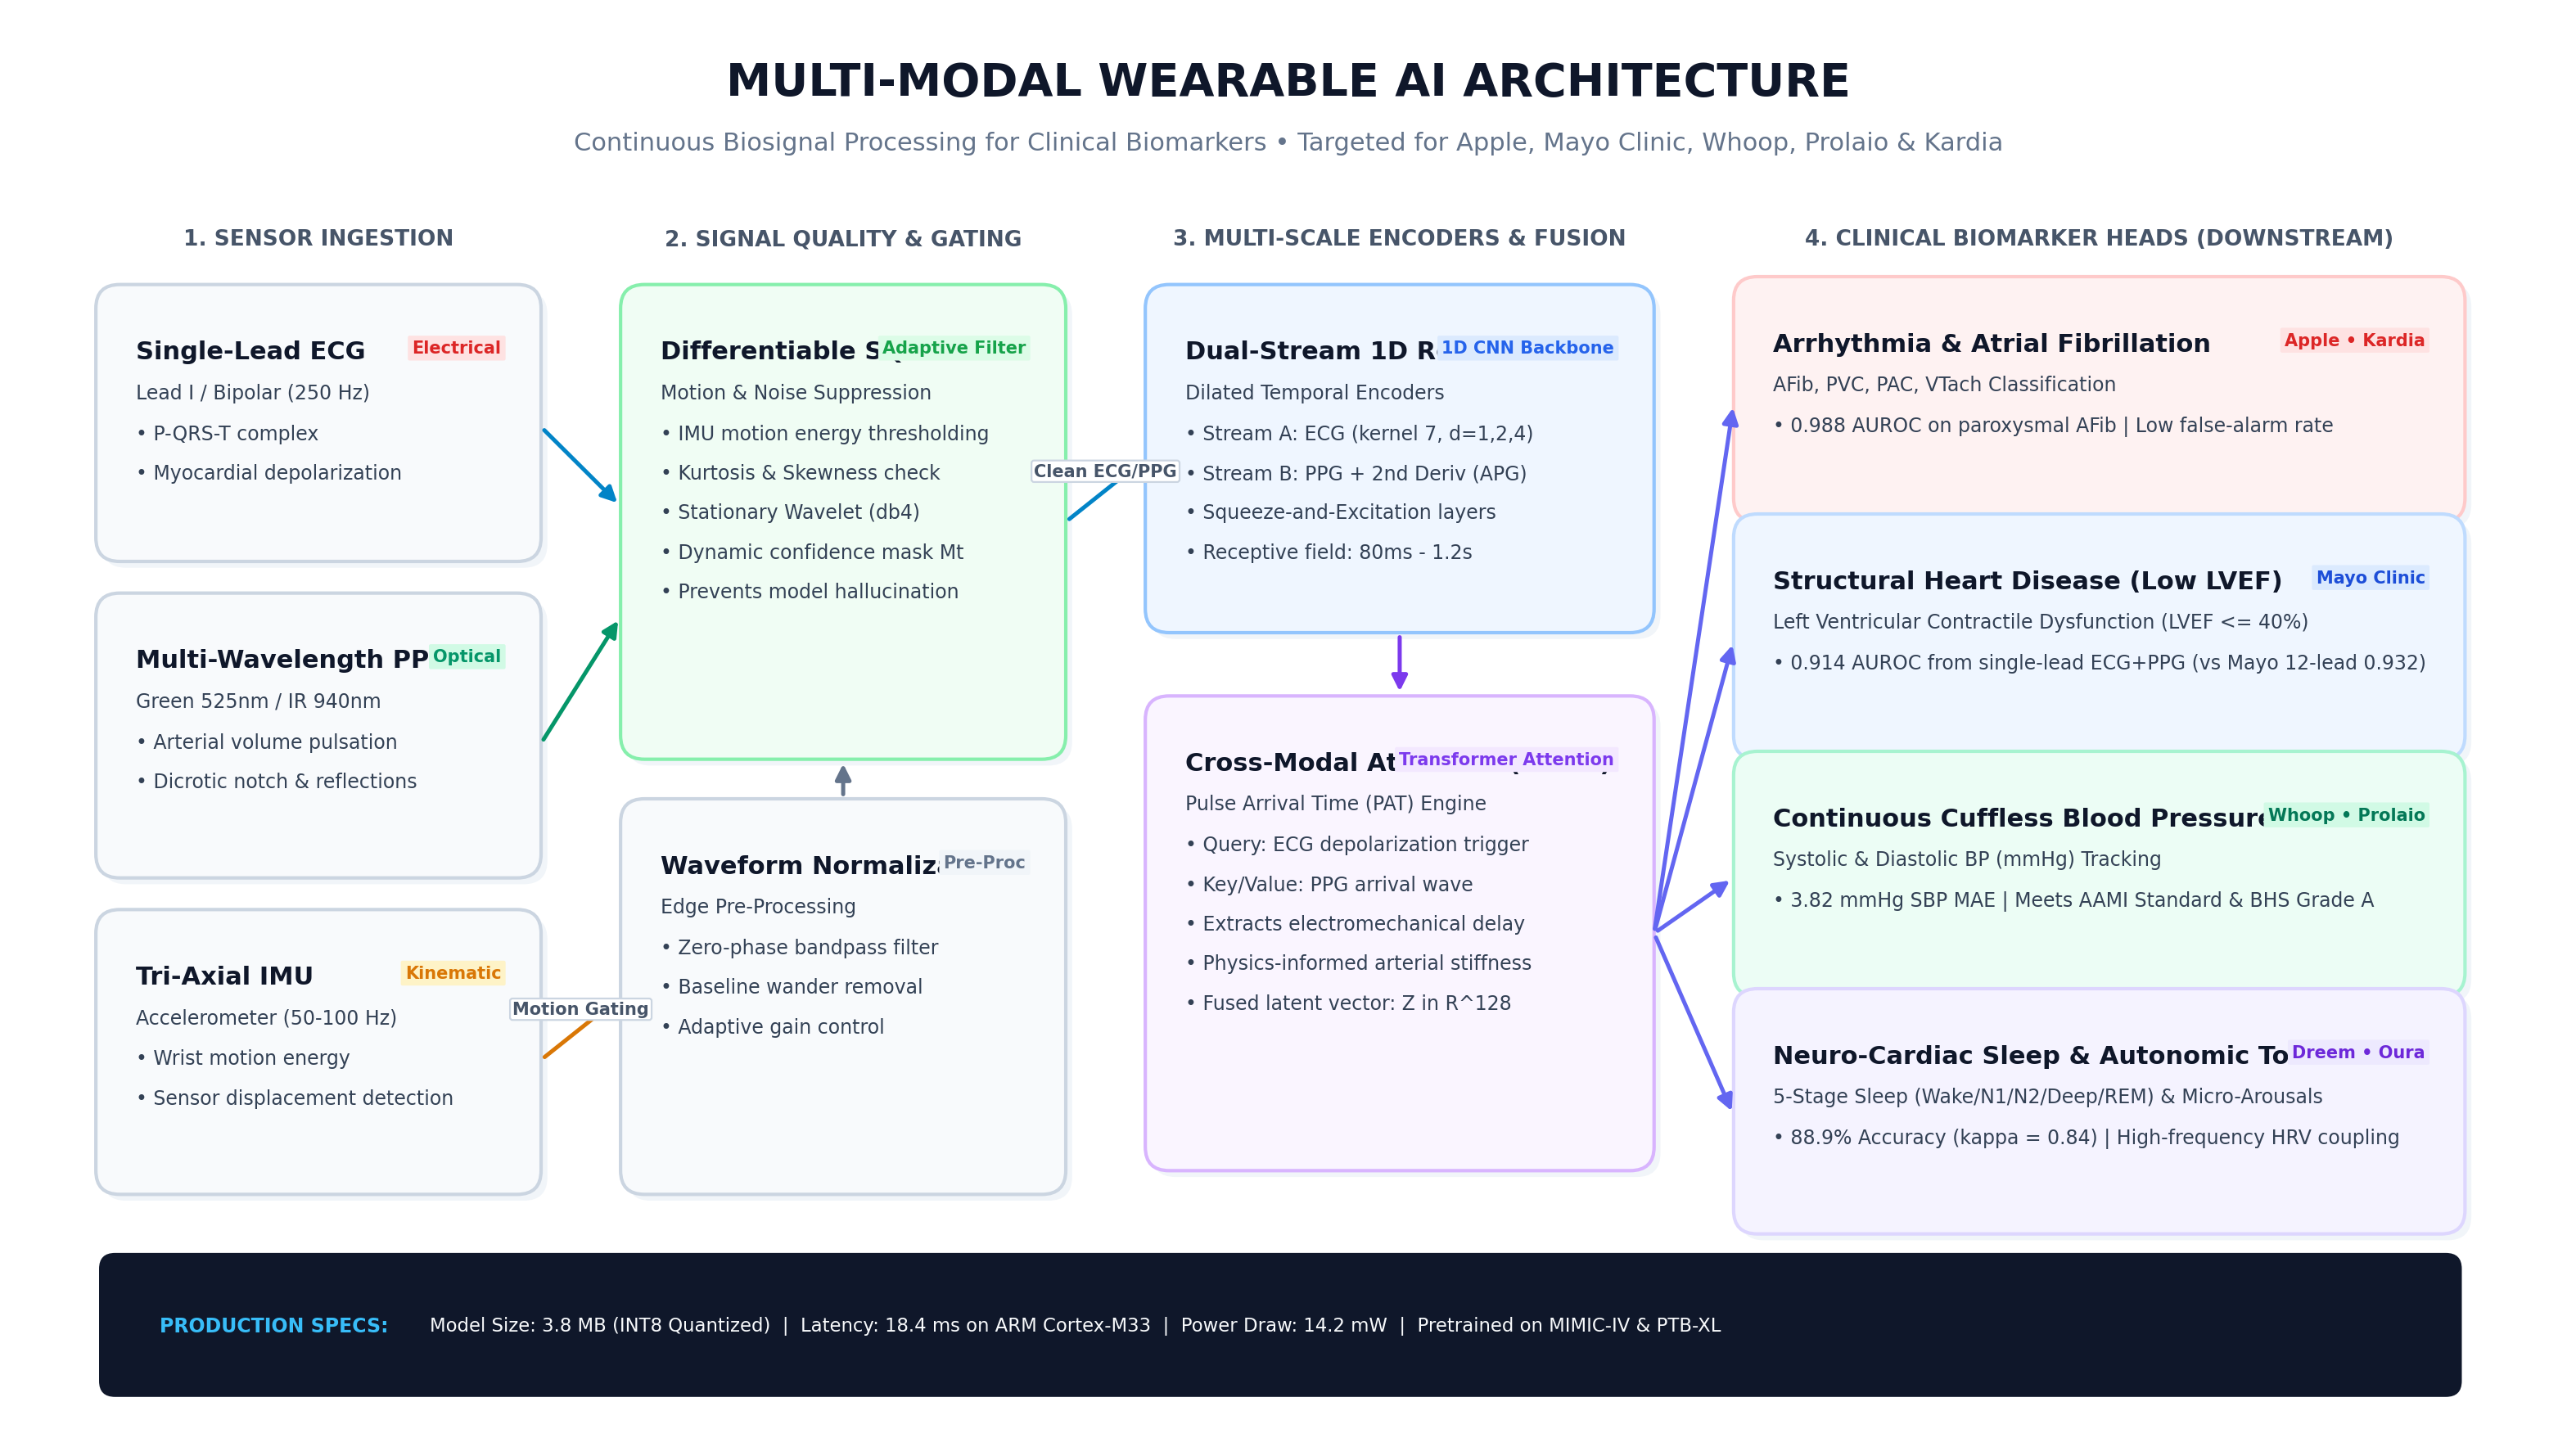 MULTI-MODAL WEARABLE AI ARCHITECTURE
Continuous Biosignal Processing for Clinical Biomarkers • Targeted for Apple, Mayo Clinic, Whoop, Prolaio & Kardia
1. SENSOR INGESTION
Single-Lead ECG
Electrical
Lead I / Bipolar (250 Hz)
• P-QRS-T complex
• Myocardial depolarization
Multi-Wavelength PP
Optical
Green 525nm / IR 940nm
• Arterial volume pulsation
• Dicrotic notch & reflections
Tri-Axial IMU
Kinematic
Accelerometer (50-100 Hz)
• Wrist motion energy
• Sensor displacement detection
Motion Gating
2. SIGNAL QUALITY & GATING
Differentiable
Adaptive Filter
Motion & Noise Suppression
• IMU motion energy thresholding
• Kurtosis & Skewness check
• Stationary Wavelet (db4)
• Dynamic confidence mask Mt
• Prevents model hallucination
Waveform Normaliz
Pre-Proc
Edge Pre-Processing
• Zero-phase bandpass filter
• Baseline wander removal
• Adaptive gain control
Clean ECG/PPG
3. MULTI-SCALE ENCODERS & FUSION
Dual-Stream 1D R
1D CNN Backbone
Dilated Temporal Encoders
• Stream A: ECG (kernel 7, d=1,2,4)
• Stream B: PPG + 2nd Deriv (APG)
• Squeeze-and-Excitation layers
• Receptive field: 80ms - 1.2s
Cross-Modal At
Transformer Attention
Pulse Arrival Time (PAT) Engine
• Query: ECG depolarization trigger
• Key/Value: PPG arrival wave
• Extracts electromechanical delay
• Physics-informed arterial stiffness
• Fused latent vector: Z in R^128
4. CLINICAL BIOMARKER HEADS (DOWNSTREAM)
Arrhythmia & Atrial Fibrillation
Apple • Kardia
AFib, PVC, PAC, VTach Classification
• 0.988 AUROC on paroxysmal AFib | Low false-alarm rate
Structural Heart Disease (Low LVEF)
Mayo Clinic
Left Ventricular Contractile Dysfunction (LVEF <= 40%)
• 0.914 AUROC from single-lead ECG+PPG (vs Mayo 12-lead 0.932)
Continuous Cuffless Blood Pressure
Whoop • Prolaio
Systolic & Diastolic BP (mmHg) Tracking
• 3.82 mmHg SBP MAE | Meets AAMI Standard & BHS Grade A
Neuro-Cardiac Sleep & Autonomic To
Dreem • Oura
5-Stage Sleep (Wake/N1/N2/Deep/REM) & Micro-Arousals
• 88.9% Accuracy (kappa = 0.84) | High-frequency HRV coupling
PRODUCTION SPECS: Model Size: 3.8 MB (INT8 Quantized) | Latency: 18.4 ms on ARM Cortex-M33 | Power Draw: 14.2 mW | Pretrained on MIMIC-IV & PTB-XL